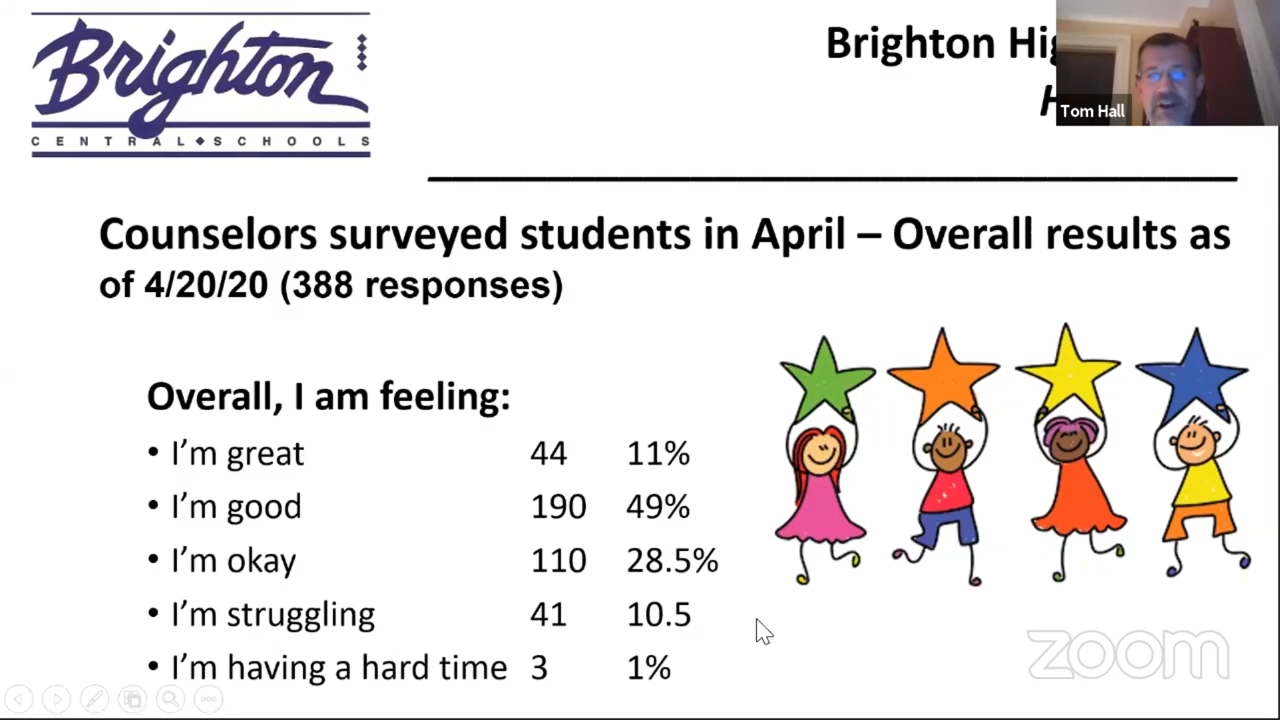 Brighton
CENTRAL◆SCHOOLS
Brighton Hig
H
Tom Hall
Counselors surveyed students in April – Overall results as
of 4/20/20 (388 responses)
Overall, I am feeling:
• I'm great 44 11%
• I'm good 190 49%
• I'm okay 110 28.5%
• I'm struggling 41 10.5
• I'm having a hard time 3 1%
zoom